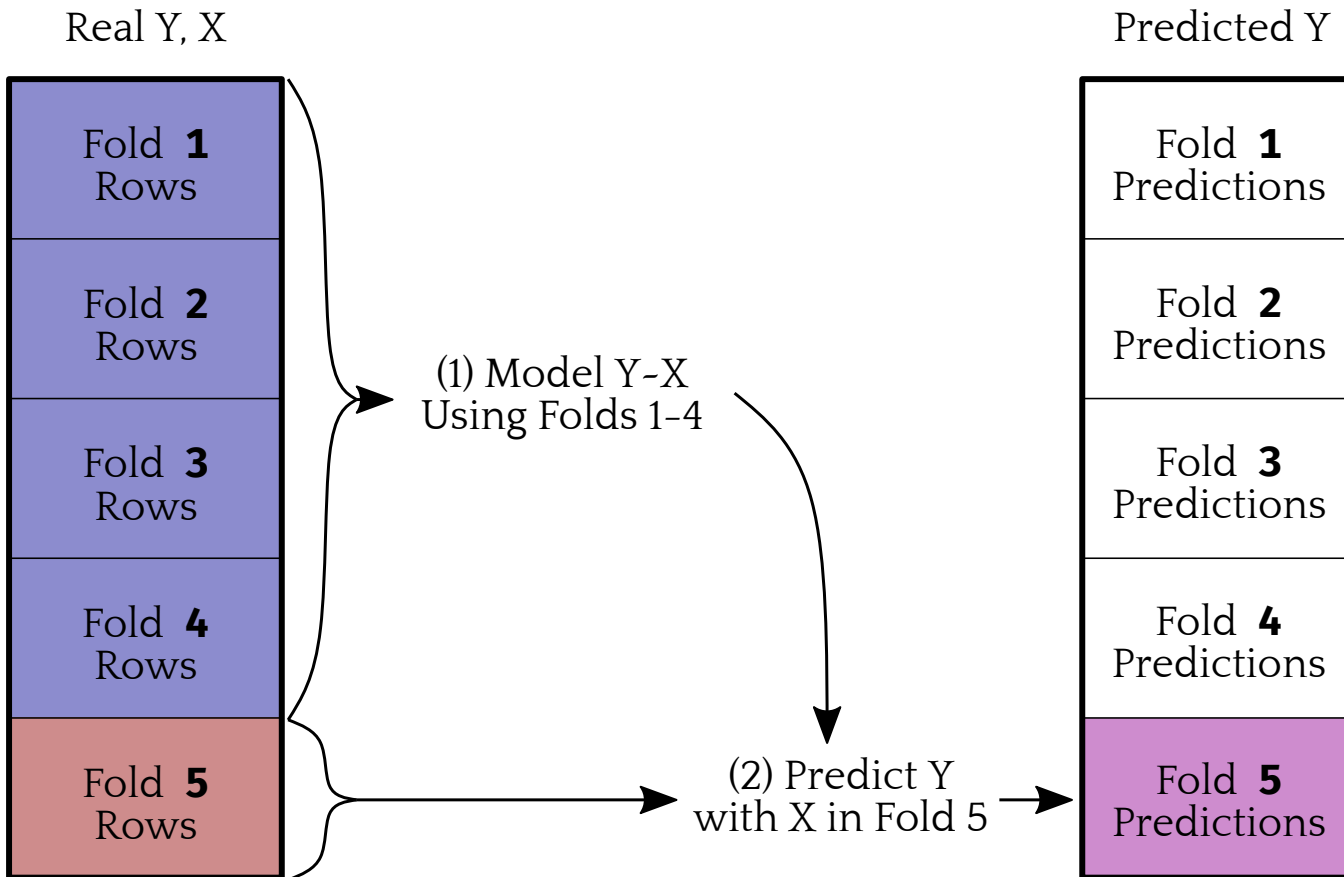 Real Y, X
Fold 1
Rows
Fold 2
Rows
Fold 3
Rows
Fold 4
Rows
Fold 5
Rows
(1) Model Y~X
Using Folds 1-4
(2) Predict Y
with X in Fold 5
Predicted Y
Fold 1
Predictions
Fold 2
Predictions
Fold 3
Predictions
Fold 4
Predictions
Fold 5
Predictions